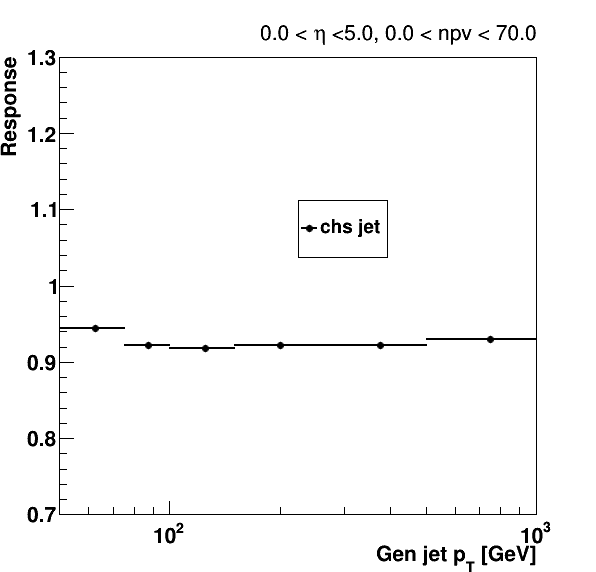 0.0 < η <5.0, 0.0 < npv < 70.0
Response
1.3
1.2
1.1
1
0.9
0.8
0.7
chs jet
10²
10³
Gen jet p_T [GeV]